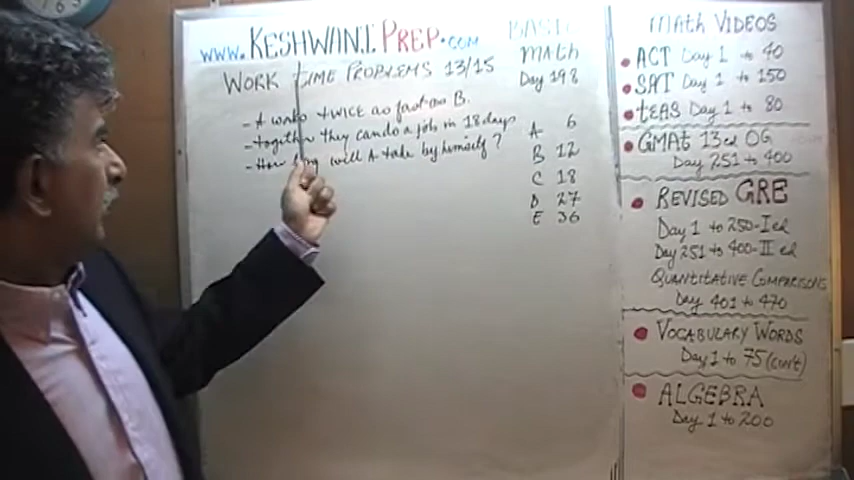 www.KESHWANIPREP.com
BASIC
MATH
Day 198
WORK TIME PROBLEMS 13/15
- A works twice as fast as B.
- together they can do a job in 18 days
- How long will A take by himself?
A 6
B 12
C 18
D 27
E 36
MATH VIDEOS
ACT Day 1 to 40
SAT Day 1 to 150
tEAS Day 1 to 80
GMAt 13 ed OG
Day 251 to 400
REVISED GRE
Day 1 to 250-I ed
Day 251 to 400-II ed
QUANTITATIVE COMPARISONS
Day 401 to 470
VOCABULARY WORDS
Day 1 to 75 (con't)
ALGEBRA
Day 1 to 200